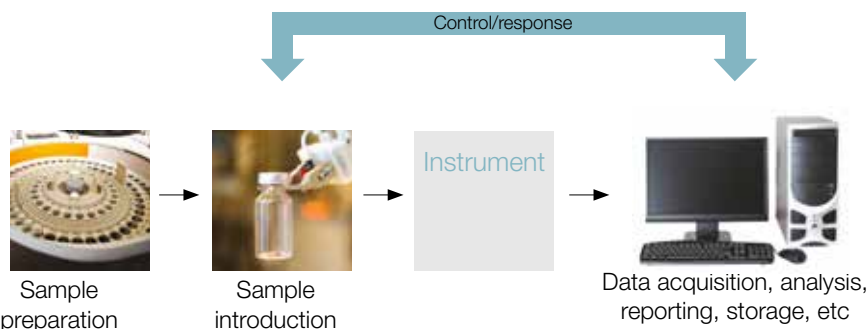 Control/response
Instrument
Sample
preparation
Sample
introduction
Data acquisition, analysis,
reporting, storage, etc